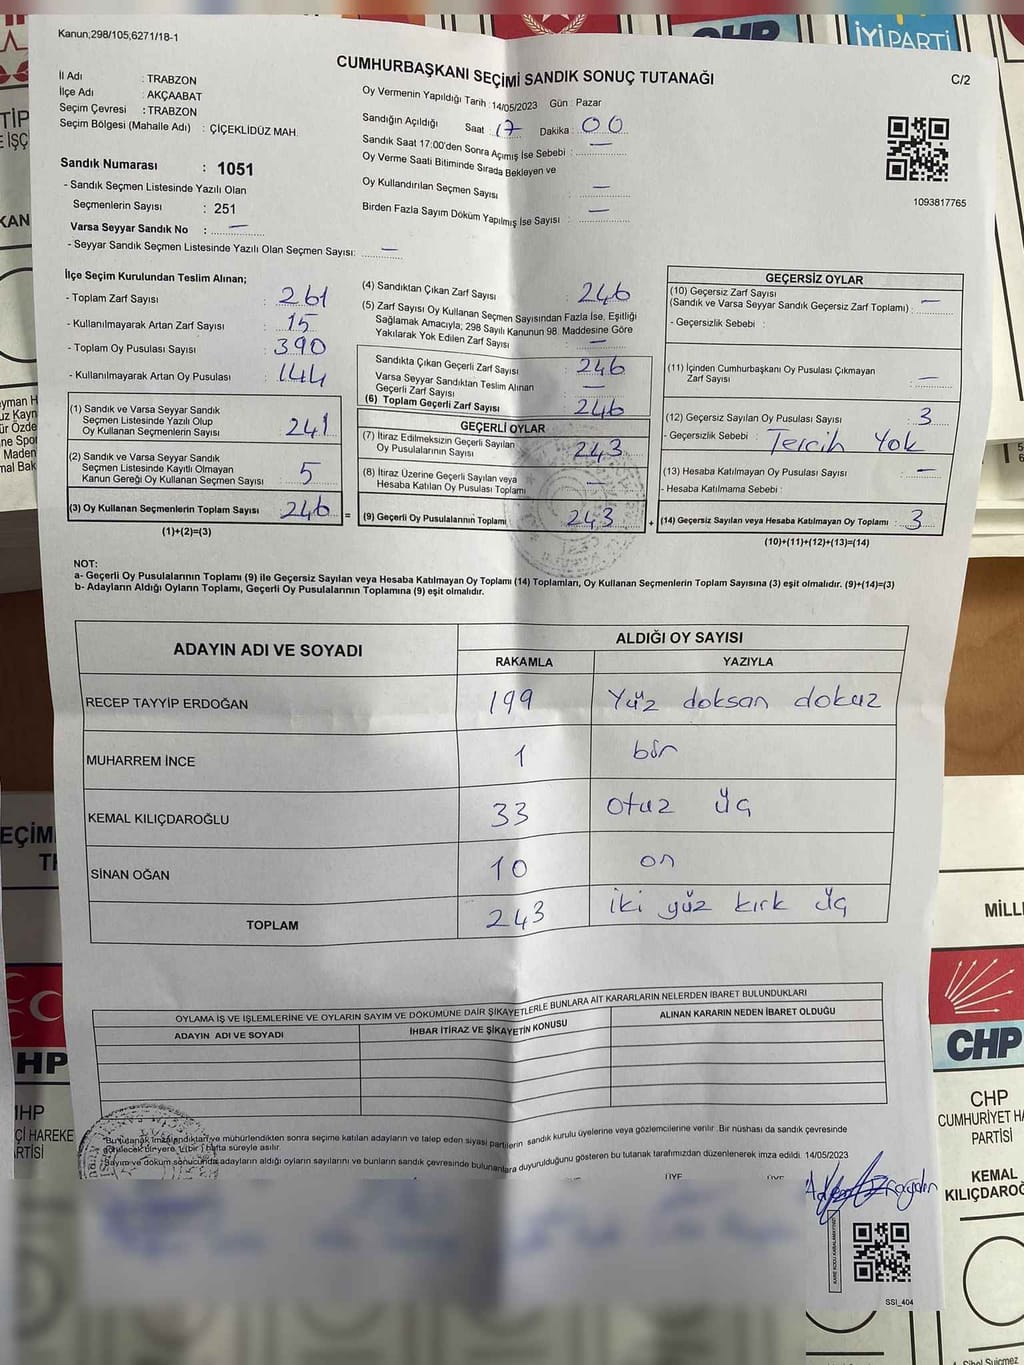 Kanun;298/105,6271/18-1
CUMHURBAŞKANI SEÇİMİ SANDIK SONUÇ TUTANAĞI
C/2
İl Adı : TRABZON
İlçe Adı : AKÇAABAT
Seçim Çevresi : TRABZON
Seçim Bölgesi (Mahalle Adı) : ÇİÇEKLİDÜZ MAH.
Sandık Numarası : 1051
- Sandık Seçmen Listesinde Yazılı Olan
Seçmenlerin Sayısı : 251
Varsa Seyyar Sandık No : —
- Seyyar Sandık Seçmen Listesinde Yazılı Olan Seçmen Sayısı: —
Oy Vermenin Yapıldığı Tarih : 14/05/2023 Gün : Pazar
Sandığın Açıldığı Saat : 17 Dakika : 00
Sandık Saat 17:00'den Sonra Açımış İse Sebebi : —
Oy Verme Saati Bitiminde Sırada Bekleyen ve
Oy Kullandırılan Seçmen Sayısı : —
Birden Fazla Sayım Döküm Yapılmış İse Sayısı : —
1093817765
İlçe Seçim Kurulundan Teslim Alınan;
- Toplam Zarf Sayısı : 261
- Kullanılmayarak Artan Zarf Sayısı : 15
- Toplam Oy Pusulası Sayısı : 390
- Kullanılmayarak Artan Oy Pusulası : 144
(1) Sandık ve Varsa Seyyar Sandık
Seçmen Listesinde Yazılı Olup
Oy Kullanan Seçmenlerin Sayısı : 241
(2) Sandık ve Varsa Seyyar Sandık
Seçmen Listesinde Kayıtlı Olmayan
Kanun Gereği Oy Kullanan Seçmen Sayısı : 5
(3) Oy Kullanan Seçmenlerin Toplam Sayısı : 246 =
(1)+(2)=(3)
(4) Sandıktan Çıkan Zarf Sayısı : 246
(5) Zarf Sayısı Oy Kullanan Seçmen Sayısından Fazla İse, Eşitliği
Sağlamak Amacıyla; 298 Sayılı Kanunun 98. Maddesine Göre
Yakılarak Yok Edilen Zarf Sayısı : —
Sandıkta Çıkan Geçerli Zarf Sayısı : 246
Varsa Seyyar Sandıktan Teslim Alınan
Geçerli Zarf Sayısı : —
(6) Toplam Geçerli Zarf Sayısı : 246
GEÇERLİ OYLAR
(7) İtiraz Edilmeksizin Geçerli Sayılan
Oy Pusulalarının Sayısı : 243
(8) İtiraz Üzerine Geçerli Sayılan veya
Hesaba Katılan Oy Pusulası Toplamı : —
(9) Geçerli Oy Pusulalarının Toplamı : 243 +
GEÇERSİZ OYLAR
(10) Geçersiz Zarf Sayısı
(Sandık ve Varsa Seyyar Sandık Geçersiz Zarf Toplamı) : —
- Geçersizlik Sebebi :
(11) İçinden Cumhurbaşkanı Oy Pusulası Çıkmayan
Zarf Sayısı : —
(12) Geçersiz Sayılan Oy Pusulası Sayısı : 3
- Geçersizlik Sebebi : Tercih Yok
(13) Hesaba Katılmayan Oy Pusulası Sayısı : —
- Hesaba Katılmama Sebebi :
(14) Geçersiz Sayılan veya Hesaba Katılmayan Oy Toplamı : 3
(10)+(11)+(12)+(13)=(14)
NOT:
a- Geçerli Oy Pusulalarının Toplamı (9) ile Geçersiz Sayılan veya Hesaba Katılmayan Oy Toplamı (14) Toplamları, Oy Kullanan Seçmenlerin Toplam Sayısına (3) eşit olmalıdır. (9)+(14)=(3)
b- Adayların Aldığı Oyların Toplamı, Geçerli Oy Pusulalarının Toplamına (9) eşit olmalıdır.
ADAYIN ADI VE SOYADI
ALDIĞI OY SAYISI
RAKAMLA YAZIYLA
RECEP TAYYİP ERDOĞAN 199 Yüz doksan dokuz
MUHARREM İNCE 1 bir
KEMAL KILIÇDAROĞLU 33 otuz üç
SİNAN OĞAN 10 on
TOPLAM 243 iki yüz kırk üç
OYLAMA İŞ VE İŞLEMLERİNE VE OYLARIN SAYIM VE DÖKÜMÜNE DAİR ŞİKAYETLERLE BUNLARA AİT KARARLARIN NELERDEN İBARET BULUNDUKLARI
ADAYIN ADI VE SOYADI
İHBAR İTİRAZ VE ŞİKAYETİN KONUSU
ALINAN KARARIN NEDEN İBARET OLDUĞU
Bu tutanak imzalandıktan ve mühürlendikten sonra seçime katılan adayların ve talep eden siyasi partilerin sandık kurulu üyelerine veya gözlemcilerine verilir .Bir nüshası da sandık çevresinde
görülecek bir yere 1 (bir) hafta süreyle asılır.
Sayım ve döküm sonucunda adayların aldığı oyların sayılarını ve bunların sandık çevresinde bulunanlara duyurulduğunu gösteren bu tutanak tarafımızdan düzenlenerek imza edildi. 14/05/2023
ÜYE
ÜYE
SSI_404
CHP
İYİ PARTİ
TİP
MİLL
CHP
CHP
CUMHURİYET HA
PARTİSİ
KEMAL
KILIÇDAROĞ
HP
MHP
Çİ HAREKE
RTİSİ